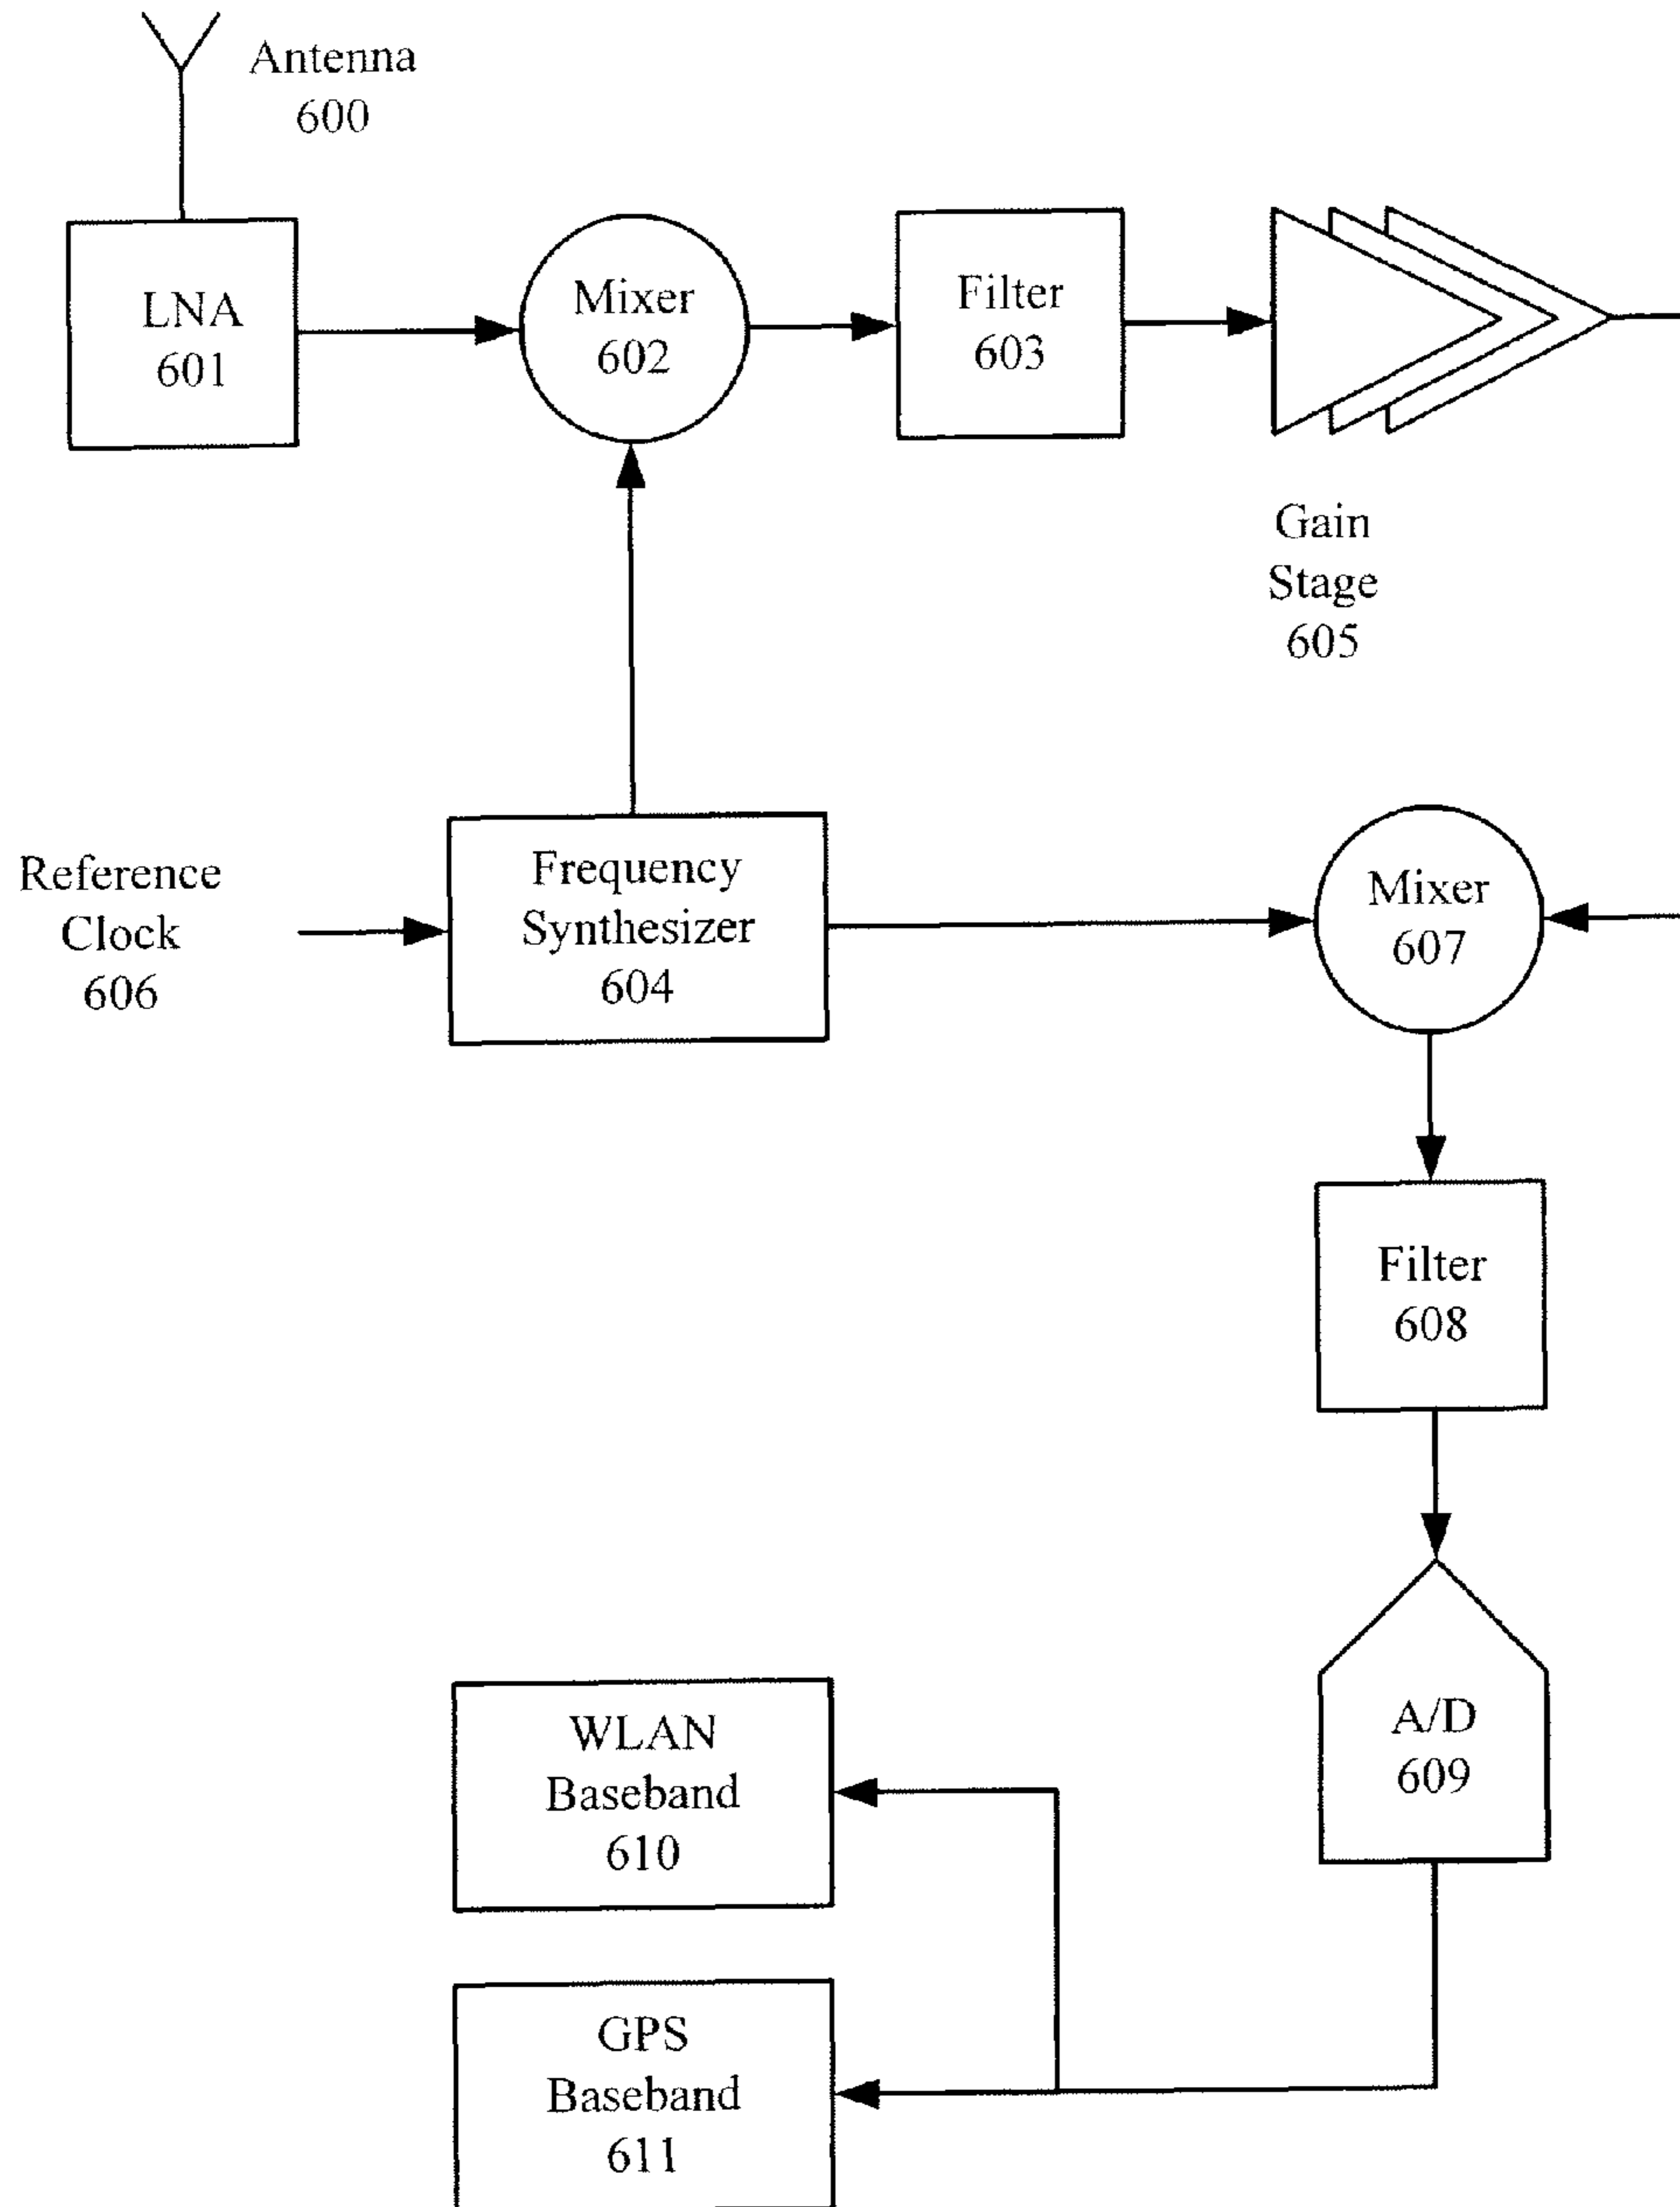 Antenna
600
LNA
601
Mixer
602
Filter
603
Gain
Stage
605
Reference
Clock
606
Frequency
Synthesizer
604
Mixer
607
Filter
608
A/D
609
WLAN
Baseband
610
GPS
Baseband
611